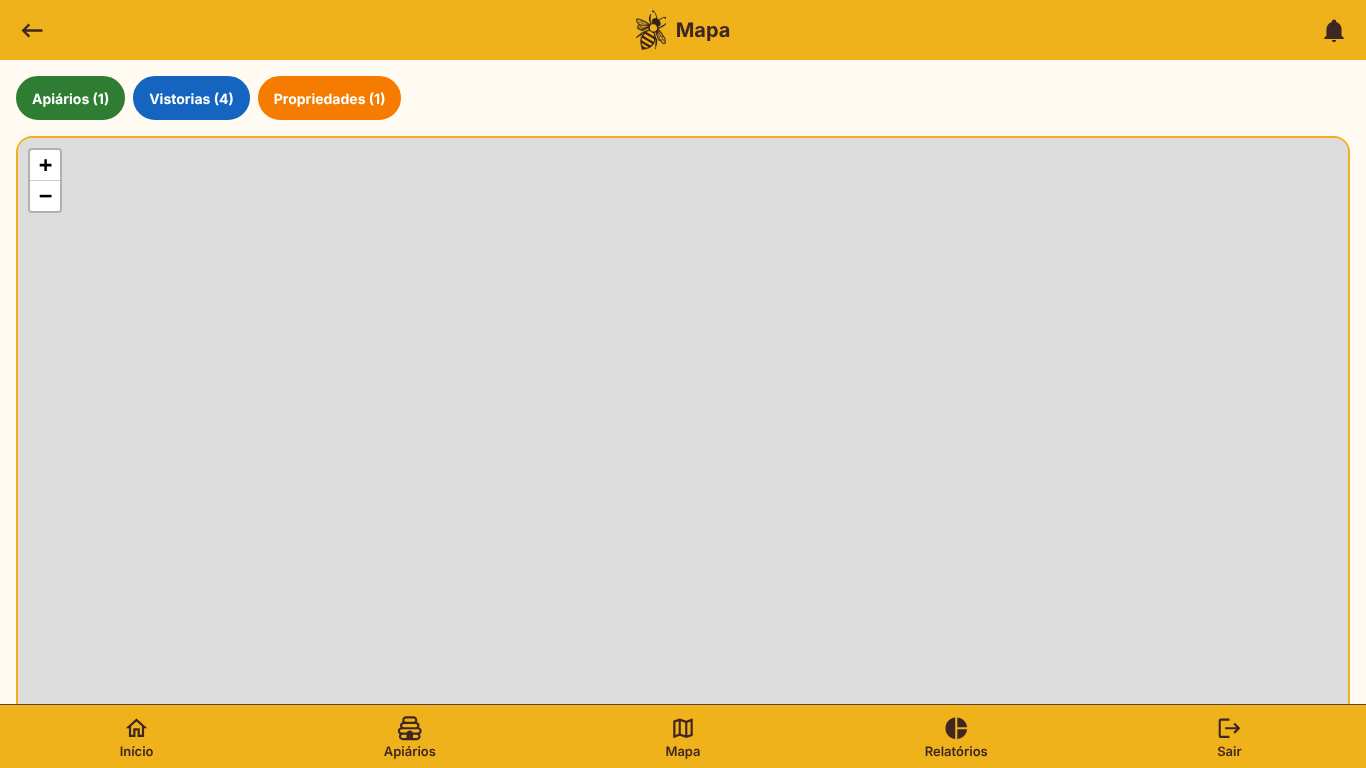 Mapa
Apiários (1)
Vistorias (4)
Propriedades (1)
+
−
Início
Apiários
Mapa
Relatórios
Sair